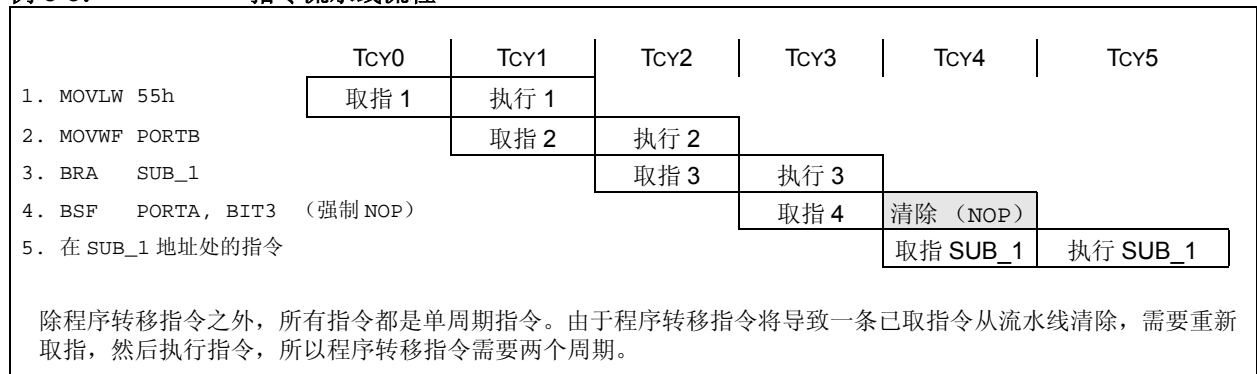 TCY0 TCY1 TCY2 TCY3 TCY4 TCY5
1. MOVLW 55h 取指 1 执行 1
2. MOVWF PORTB 取指 2 执行 2
3. BRA SUB_1 取指 3 执行 3
4. BSF PORTA, BIT3 （强制 NOP） 取指 4 清除 （NOP）
5. 在 SUB_1 地址处的指令 取指 SUB_1 执行 SUB_1
除程序转移指令之外，所有指令都是单周期指令。由于程序转移指令将导致一条已取指令从流水线清除，需要重新
取指，然后执行指令，所以程序转移指令需要两个周期。